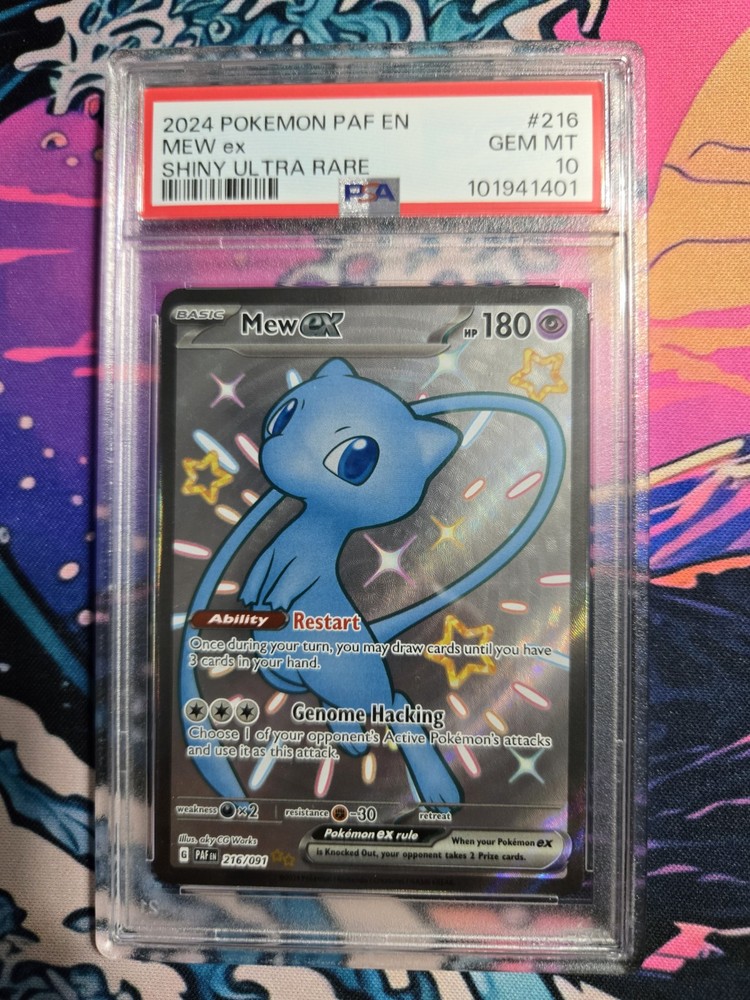 2024 POKEMON PAF EN #216
MEW ex GEM MT
SHINY ULTRA RARE 10
PSA 101941401
BASIC Mew ex HP 180
Ability Restart
Once during your turn, you may draw cards until you have
3 cards in your hand.
Genome Hacking
Choose 1 of your opponent's Active Pokémon's attacks
and use it as this attack.
weakness ×2 resistance -30 retreat
Illus. aky CG Works
Pokémon ex rule When your Pokémon ex
is Knocked Out, your opponent takes 2 Prize cards.
G PAF EN 216/091